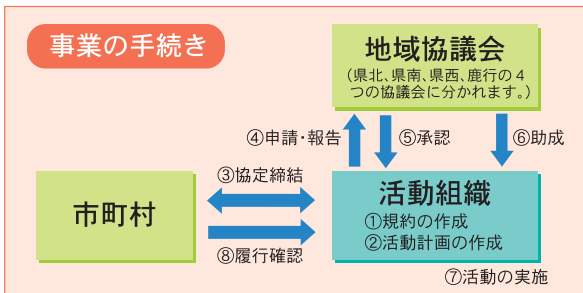 事業の手続き
地域協議会
（県北、県南、県西、鹿行の4
つの協議会に分かれます。）
④申請・報告
⑤承認
⑥助成
③協定締結
市町村
活動組織
①規約の作成
②活動計画の作成
⑧履行確認
⑦活動の実施